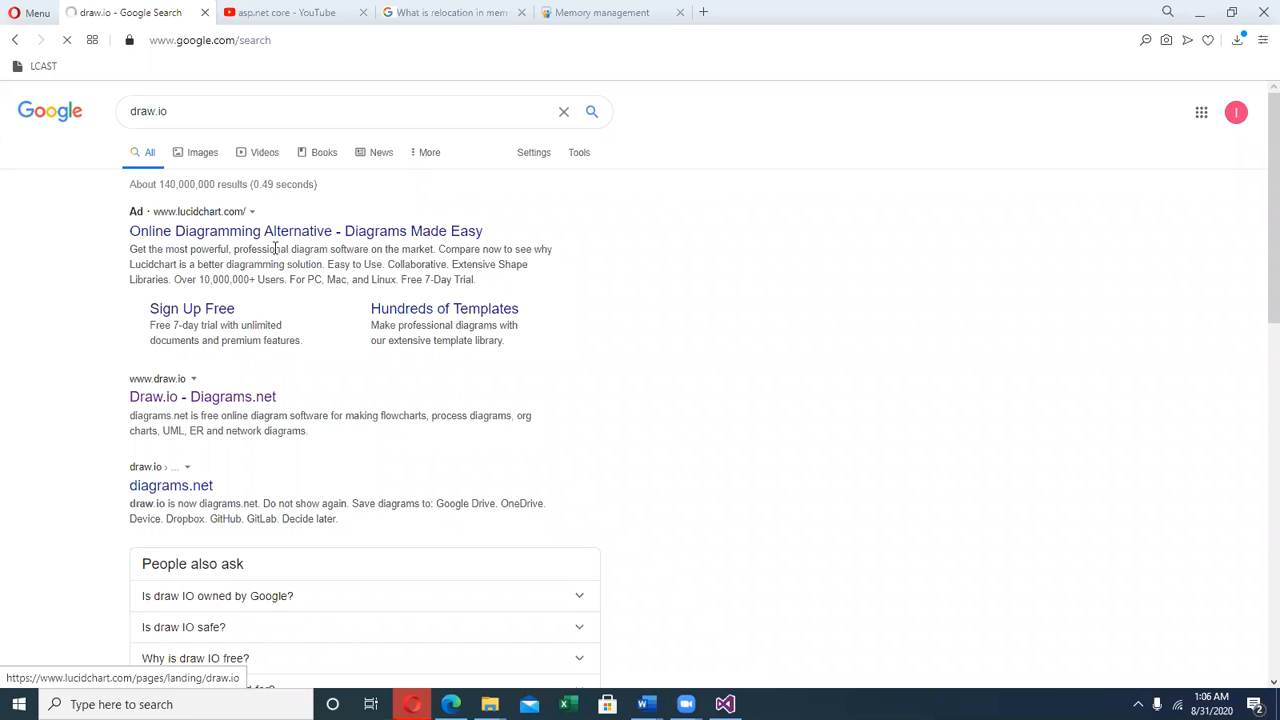 Menu
draw.io - Google Search
asp.net core - YouTube
What is relocation in mem
Memory management
www.google.com/search
LCAST
Google
draw.io
I
All
Images
Videos
Books
News
More
Settings
Tools
About 140,000,000 results (0.49 seconds)
Ad · www.lucidchart.com/
Online Diagramming Alternative - Diagrams Made Easy
Get the most powerful, professional diagram software on the market. Compare now to see why
Lucidchart is a better diagramming solution. Easy to Use. Collaborative. Extensive Shape
Libraries. Over 10,000,000+ Users. For PC, Mac, and Linux. Free 7-Day Trial.
Sign Up Free
Free 7-day trial with unlimited
documents and premium features.
Hundreds of Templates
Make professional diagrams with
our extensive template library.
www.draw.io
Draw.io - Diagrams.net
diagrams.net is free online diagram software for making flowcharts, process diagrams, org
charts, UML, ER and network diagrams.
draw.io › ...
diagrams.net
draw.io is now diagrams.net. Do not show again. Save diagrams to: Google Drive. OneDrive.
Device. Dropbox. GitHub. GitLab. Decide later.
People also ask
Is draw IO owned by Google?
Is draw IO safe?
Why is draw IO free?
https://www.lucidchart.com/pages/landing/draw.io
Type here to search
1:06 AM
8/31/2020
2